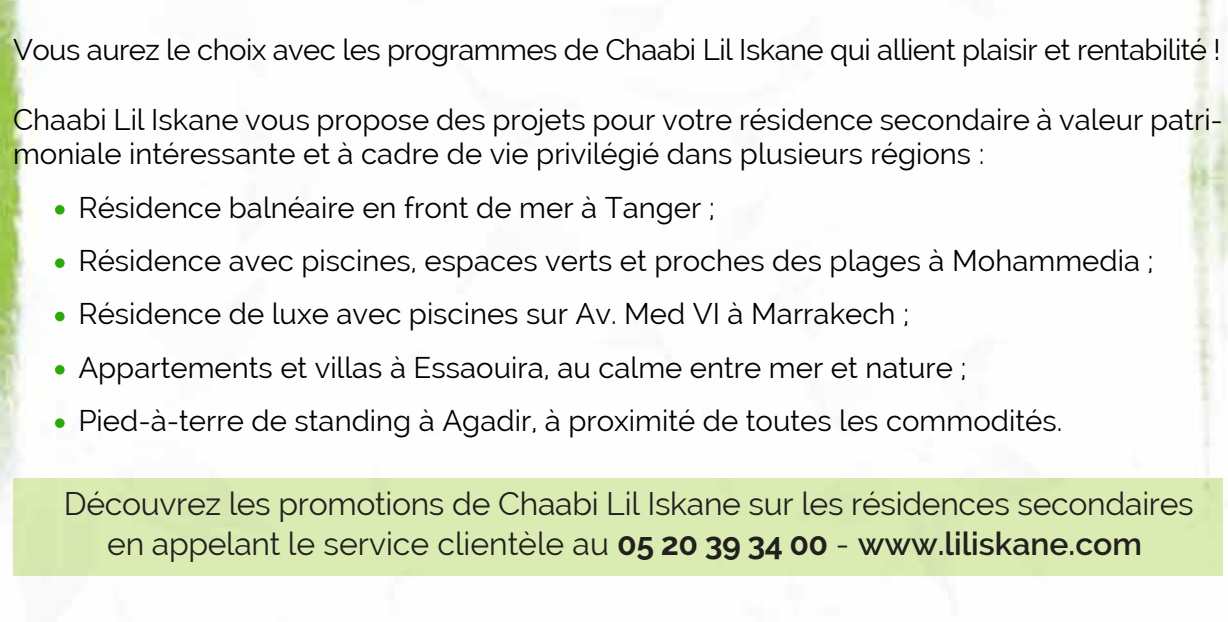 Vous aurez le choix avec les programmes de Chaabi Lil Iskane qui allient plaisir et rentabilité !
Chaabi Lil Iskane vous propose des projets pour votre résidence secondaire à valeur patri-
moniale intéressante et à cadre de vie privilégié dans plusieurs régions :
• Résidence balnéaire en front de mer à Tanger ;
• Résidence avec piscines, espaces verts et proches des plages à Mohammedia ;
• Résidence de luxe avec piscines sur Av. Med VI à Marrakech ;
• Appartements et villas à Essaouira, au calme entre mer et nature ;
• Pied-à-terre de standing à Agadir, à proximité de toutes les commodités.
Découvrez les promotions de Chaabi Lil Iskane sur les résidences secondaires
en appelant le service clientèle au 05 20 39 34 00 - www.liliskane.com